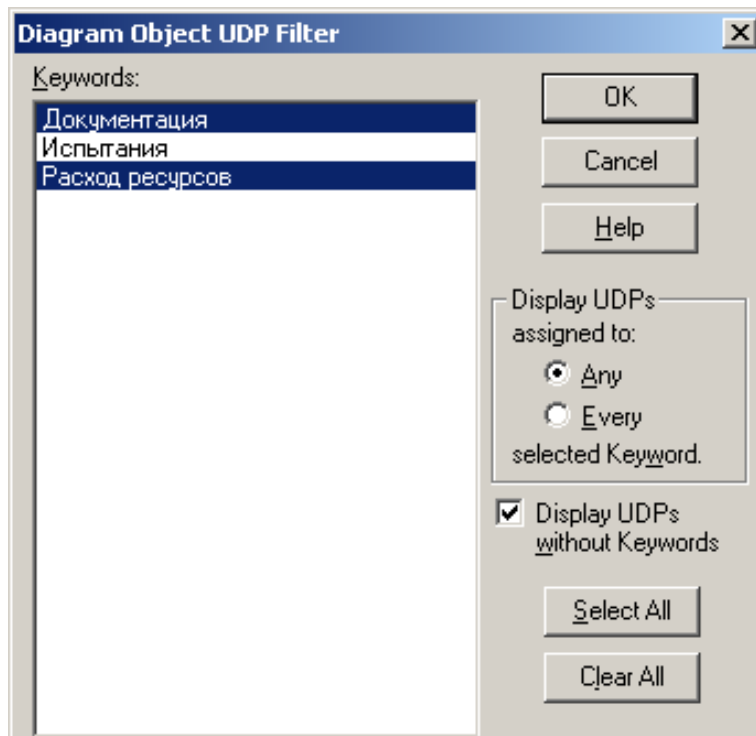 Diagram Object UDP Filter
Keywords:
Документация
Испытания
Расход ресурсов
OK
Cancel
Help
Display UDPs
assigned to:
Any
Every
selected Keyword.
Display UDPs
without Keywords
Select All
Clear All